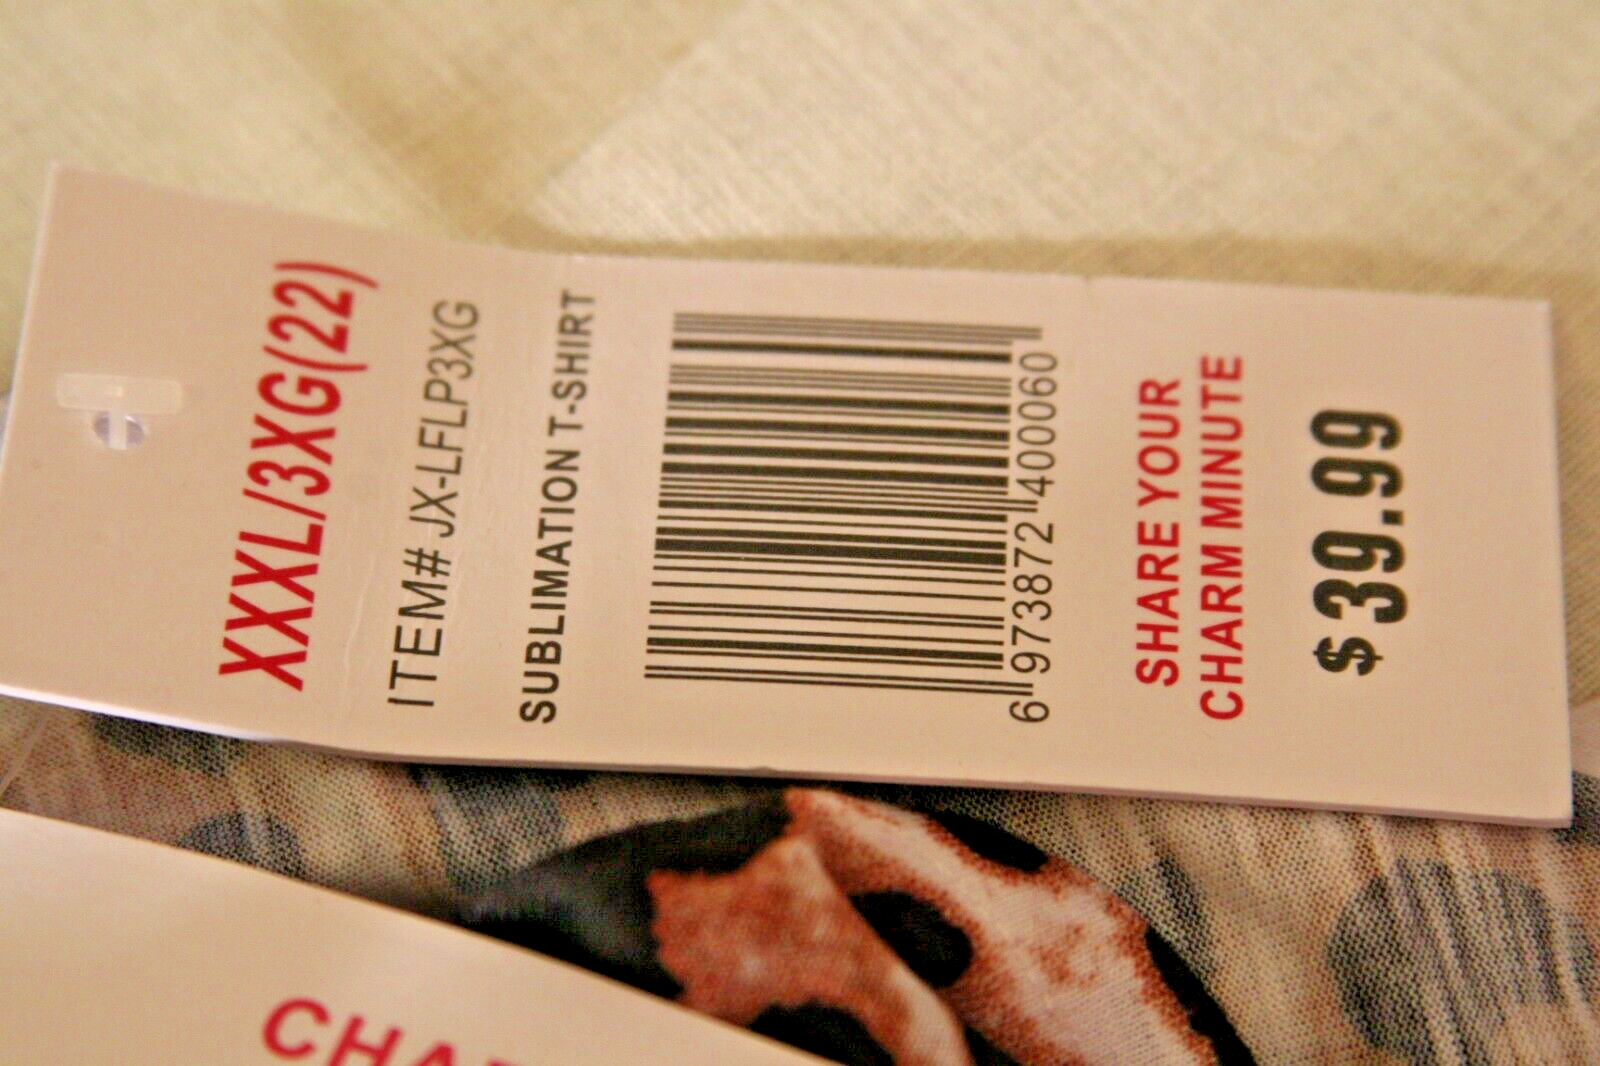 XXXL/3XG(22)
ITEM# JX-LFLP3XG
SUBLIMATION T-SHIRT
6 973872 400060
SHARE YOUR
CHARM MINUTE
$39.99